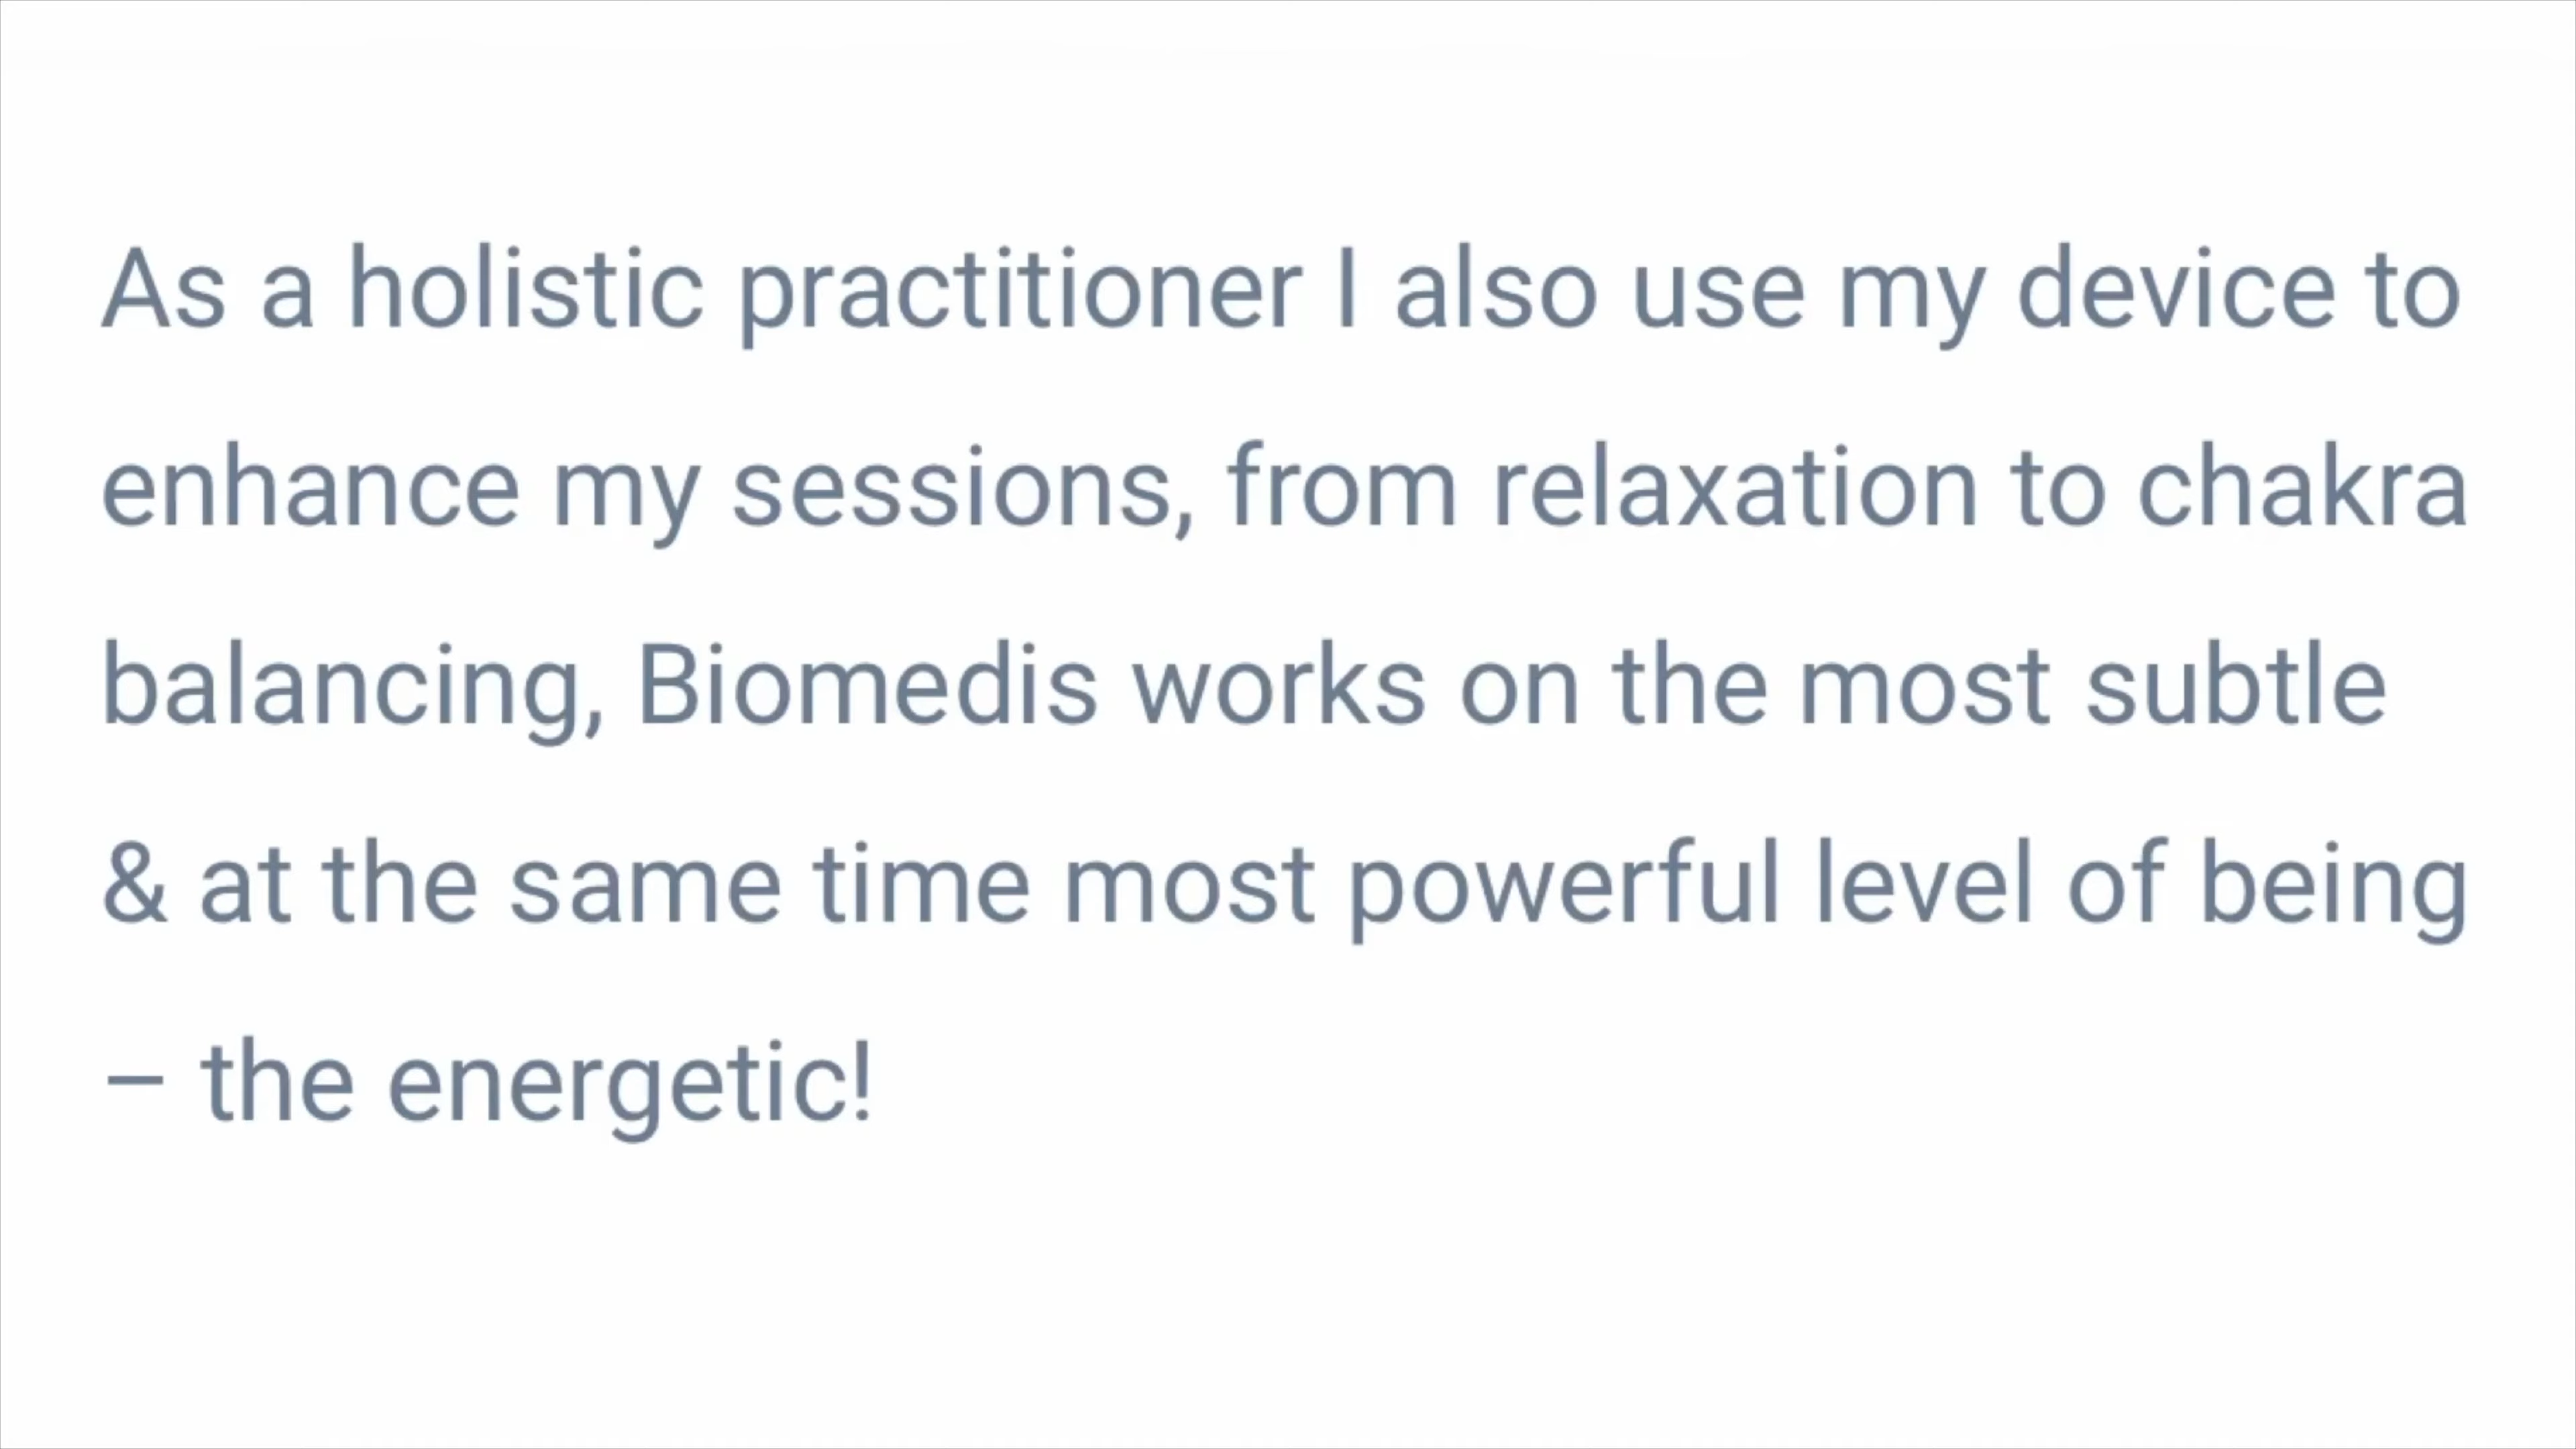 As a holistic practitioner I also use my device to
enhance my sessions, from relaxation to chakra
balancing, Biomedis works on the most subtle
& at the same time most powerful level of being
– the energetic!